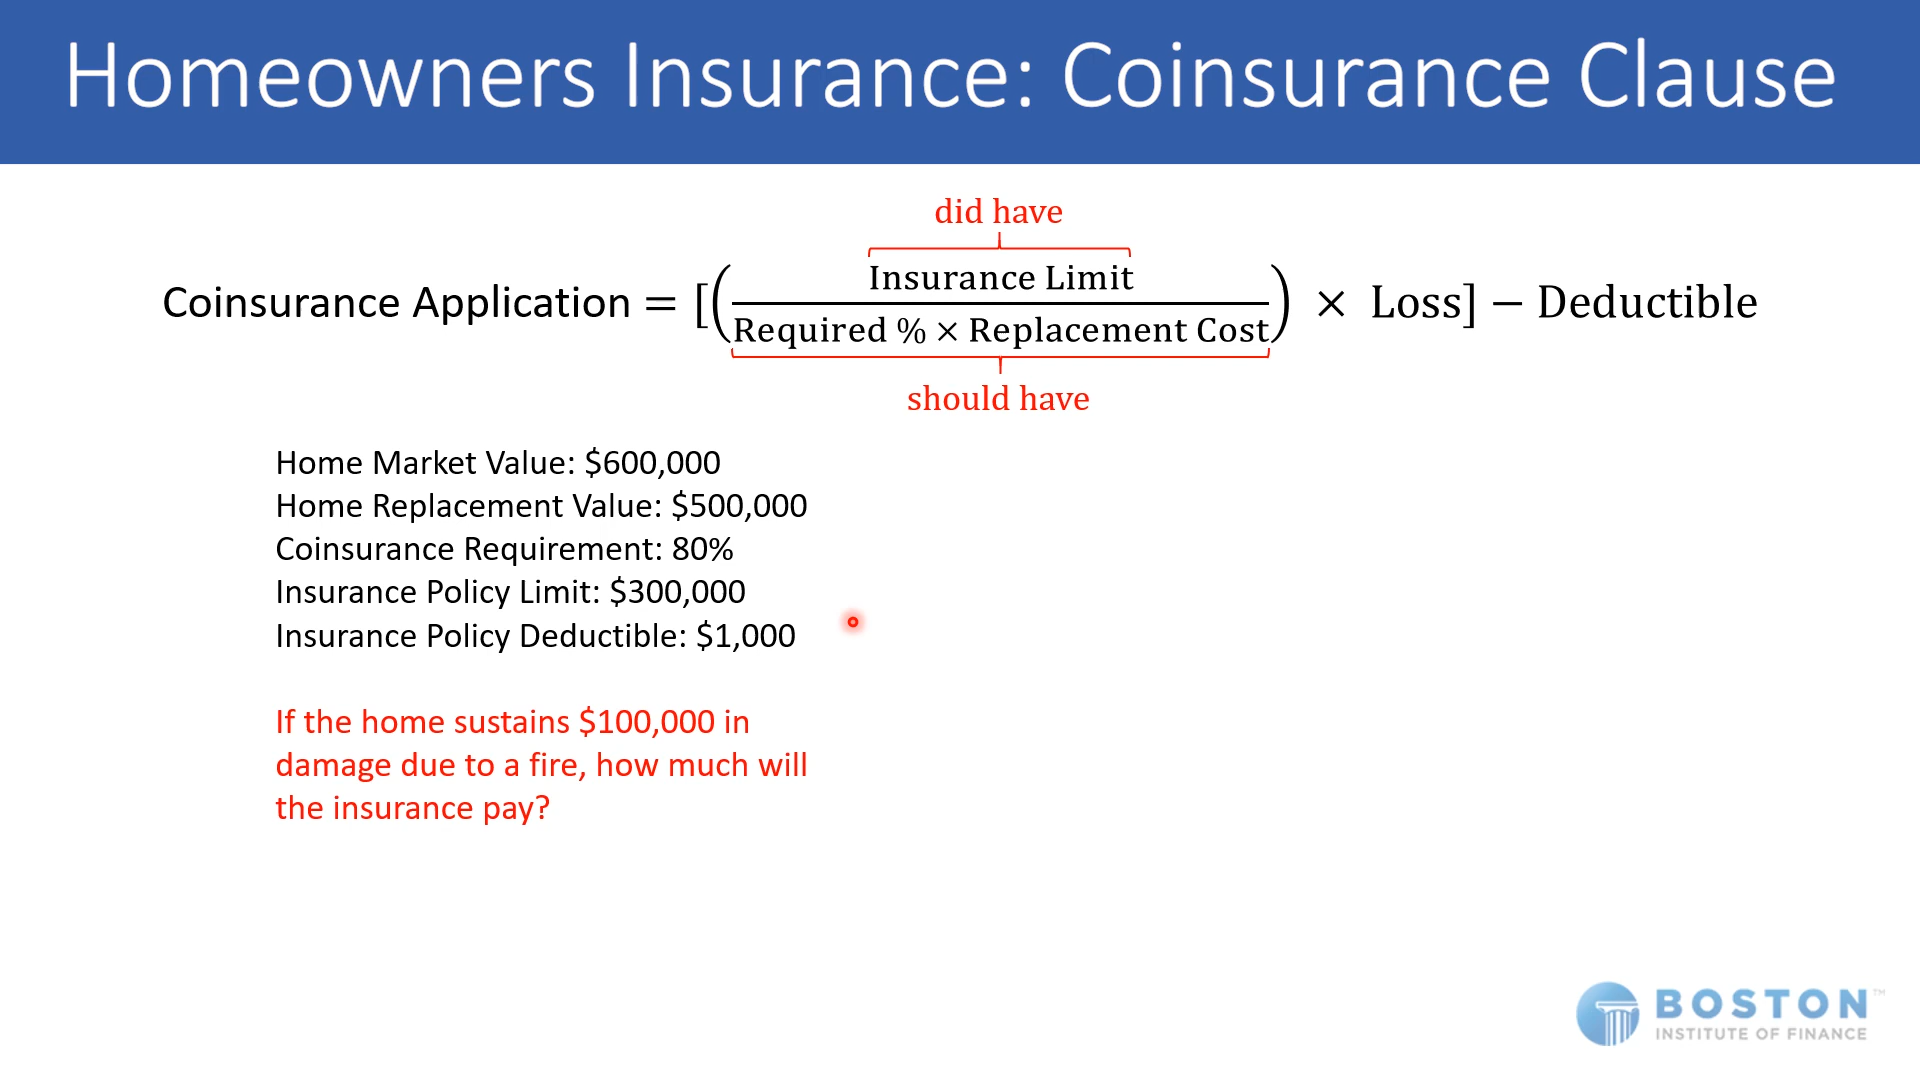 Homeowners Insurance: Coinsurance Clause
did have
Coinsurance Application = [(Insurance Limit / Required % × Replacement Cost) × Loss] − Deductible
should have
Home Market Value: $600,000
Home Replacement Value: $500,000
Coinsurance Requirement: 80%
Insurance Policy Limit: $300,000
Insurance Policy Deductible: $1,000
If the home sustains $100,000 in
damage due to a fire, how much will
the insurance pay?
BOSTON™
INSTITUTE OF FINANCE